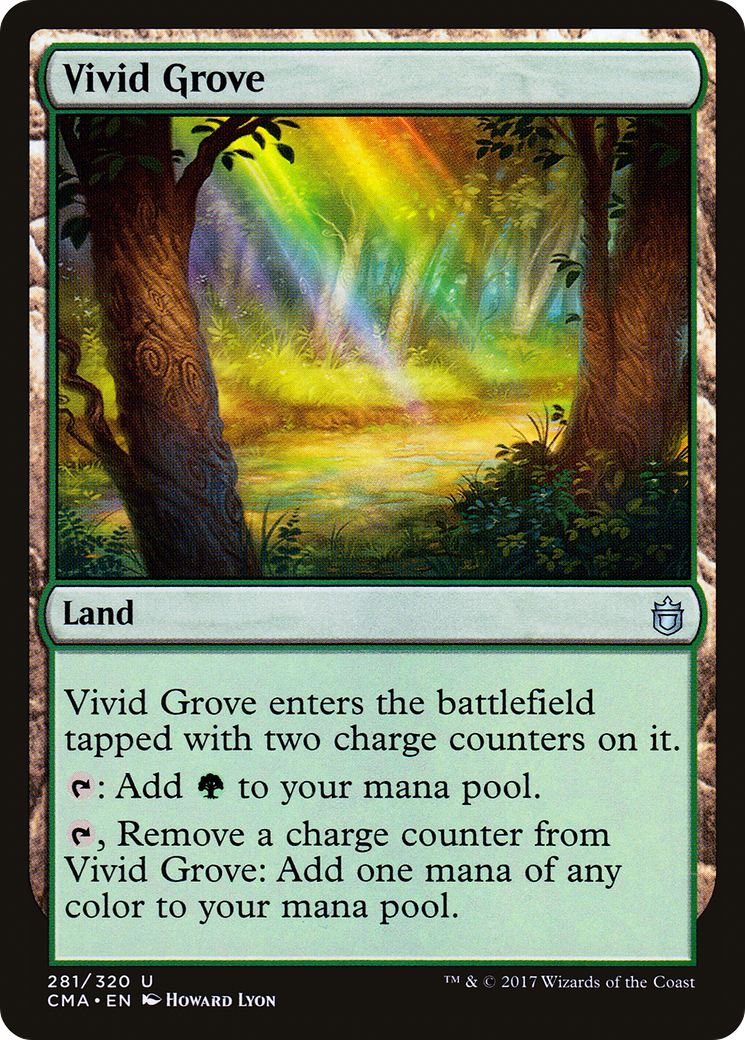 Vivid Grove
Land
Vivid Grove enters the battlefield
tapped with two charge counters on it.
: Add to your mana pool.
, Remove a charge counter from
Vivid Grove: Add one mana of any
color to your mana pool.
281/320 U
™ & © 2017 Wizards of the Coast
CMA • EN Howard Lyon